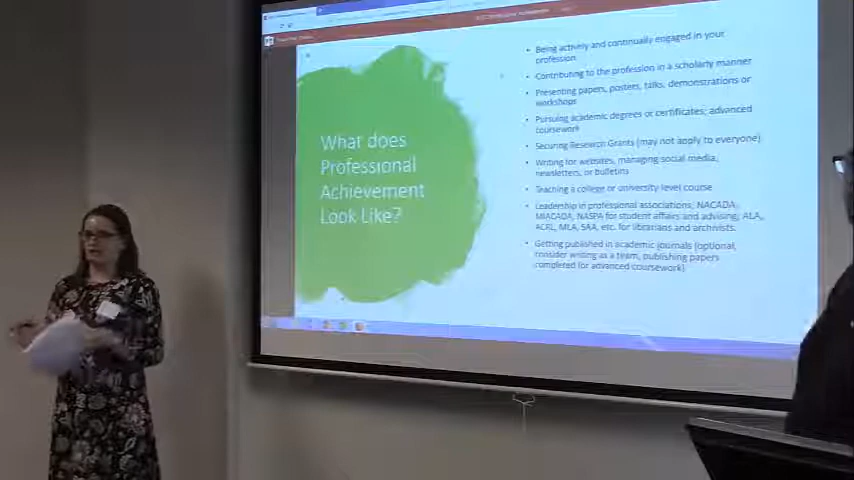 What does
Professional
Achievement
Look Like?
• Being actively and continually engaged in your
profession
• Contributing to the profession in a scholarly manner
• Presenting papers, posters, talks, demonstrations or
workshops
• Pursuing academic degrees or certificates; advanced
coursework
• Securing Research Grants (may not apply to everyone)
• Writing for websites, managing social media,
newsletters, or bulletins
• Teaching a college or university level course
• Leadership in professional associations; NACADA,
MIACADA, NASPA for student affairs and advising; ALA,
ACRL, MLA, SAA, etc. for librarians and archivists.
• Getting published in academic journals (optional,
consider writing as a team, publishing papers
completed for advanced coursework)